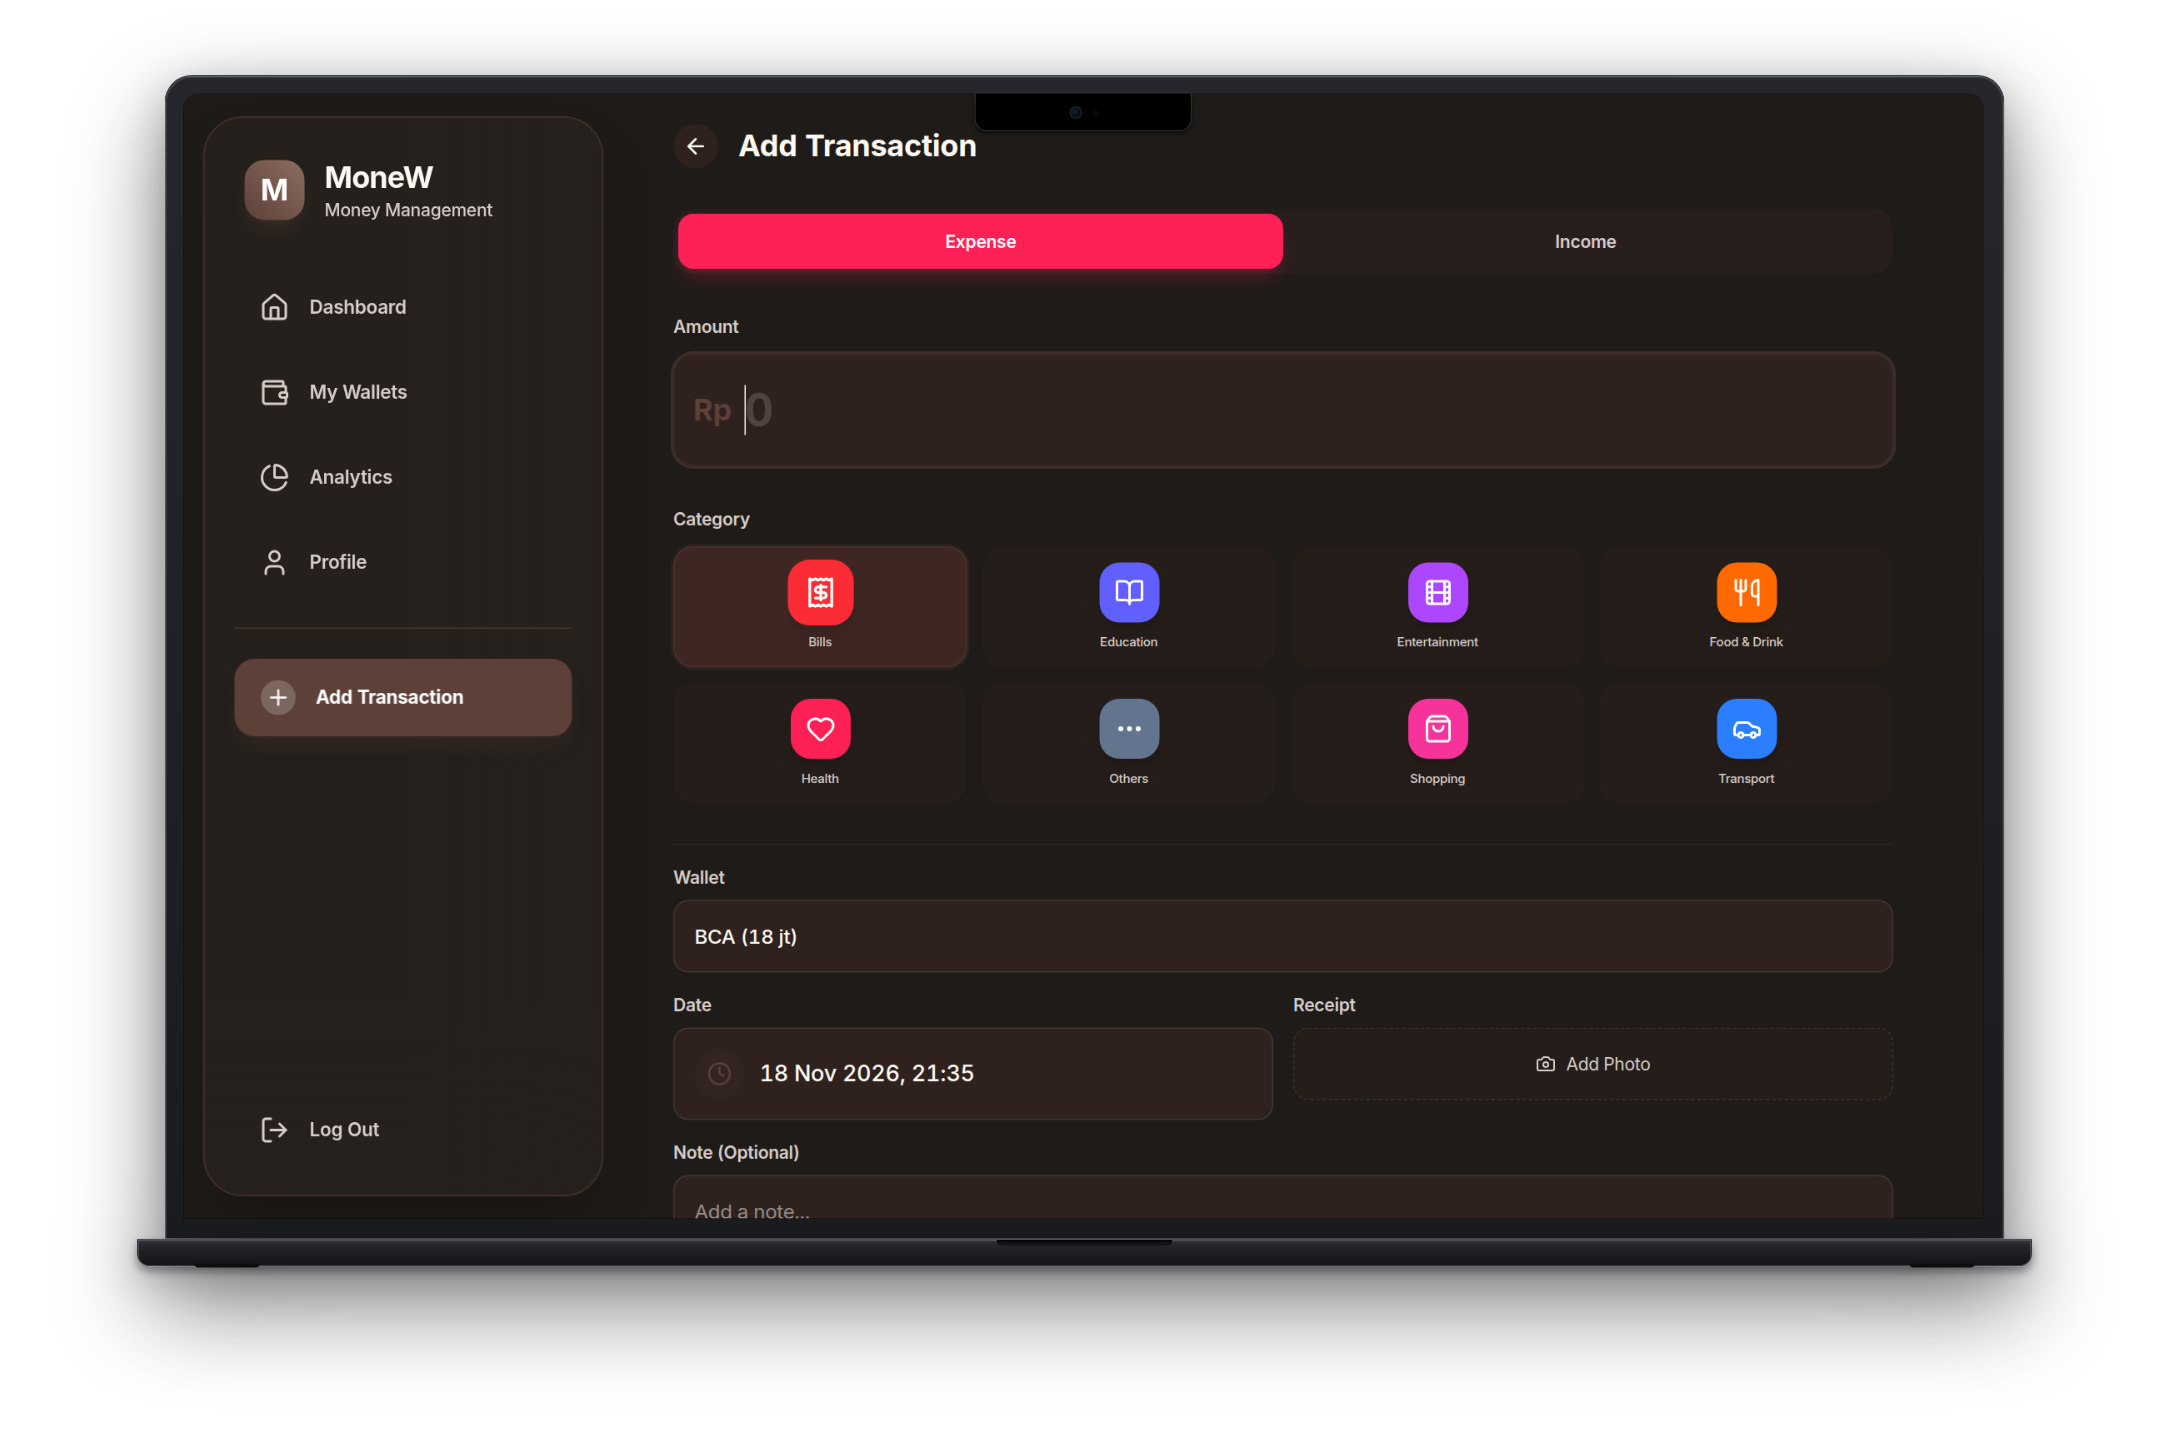 M
MoneW
Money Management
Dashboard
My Wallets
Analytics
Profile
Add Transaction
Log Out
Add Transaction
Expense
Income
Amount
Rp 0
Category
Bills
Education
Entertainment
Food & Drink
Health
Others
Shopping
Transport
Wallet
BCA (18 jt)
Date
Receipt
18 Nov 2026, 21:35
Add Photo
Note (Optional)
Add a note...